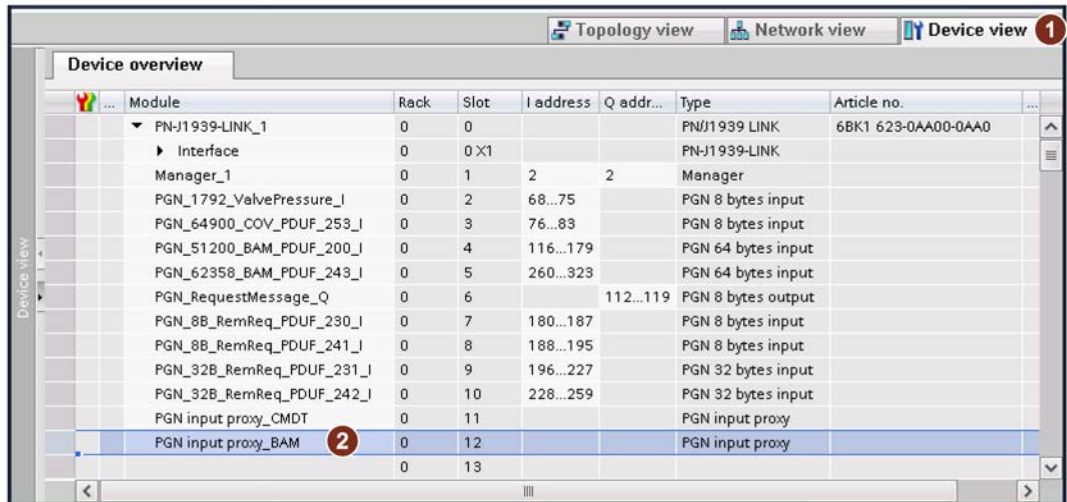 Topology view Network view Device view 1
Device overview
... Module Rack Slot I address Q addr... Type Article no. ...
PN-J1939-LINK_1 0 0 PN/J1939 LINK 6BK1 623-0AA00-0AA0
Interface 0 0 X1 PN-J1939-LINK
Manager_1 0 1 2 2 Manager
PGN_1792_ValvePressure_I 0 2 68...75 PGN 8 bytes input
PGN_64900_COV_PDUF_253_I 0 3 76...83 PGN 8 bytes input
PGN_51200_BAM_PDUF_200_I 0 4 116...179 PGN 64 bytes input
PGN_62358_BAM_PDUF_243_I 0 5 260...323 PGN 64 bytes input
PGN_RequestMessage_Q 0 6 112...119 PGN 8 bytes output
PGN_8B_RemReq_PDUF_230_I 0 7 180...187 PGN 8 bytes input
PGN_8B_RemReq_PDUF_241_I 0 8 188...195 PGN 8 bytes input
PGN_32B_RemReq_PDUF_231_I 0 9 196...227 PGN 32 bytes input
PGN_32B_RemReq_PDUF_242_I 0 10 228...259 PGN 32 bytes input
PGN input proxy_CMDT 0 11 PGN input proxy
PGN input proxy_BAM 2 0 12 PGN input proxy
0 13
Device view